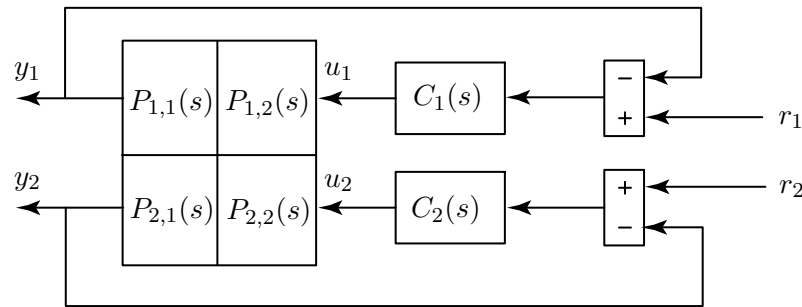 y₁ P₁,₁(s) P₁,₂(s) u₁ C₁(s) − + r₁
y₂ P₂,₁(s) P₂,₂(s) u₂ C₂(s) + − r₂